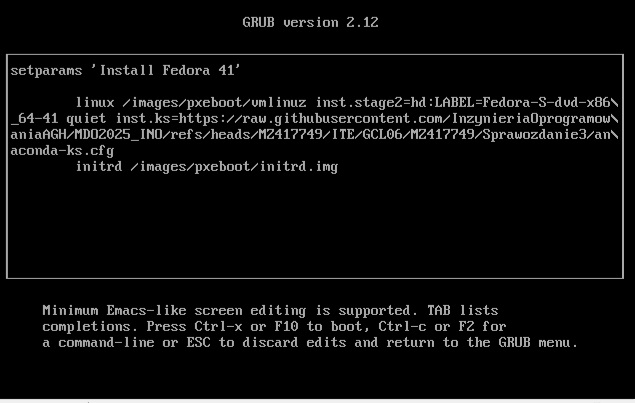 GRUB version 2.12
setparams 'Install Fedora 41'
linux /images/pxeboot/vmlinuz inst.stage2=hd:LABEL=Fedora-S-dvd-x86\
_64-41 quiet inst.ks=https://raw.githubusercontent.com/InzynieriaOprogramow\
aniaAGH/MDO2025_INO/refs/heads/MZ417749/ITE/GCL06/MZ417749/Sprawozdanie3/an\
aconda-ks.cfg
initrd /images/pxeboot/initrd.img
Minimum Emacs-like screen editing is supported. TAB lists
completions. Press Ctrl-x or F10 to boot, Ctrl-c or F2 for
a command-line or ESC to discard edits and return to the GRUB menu.